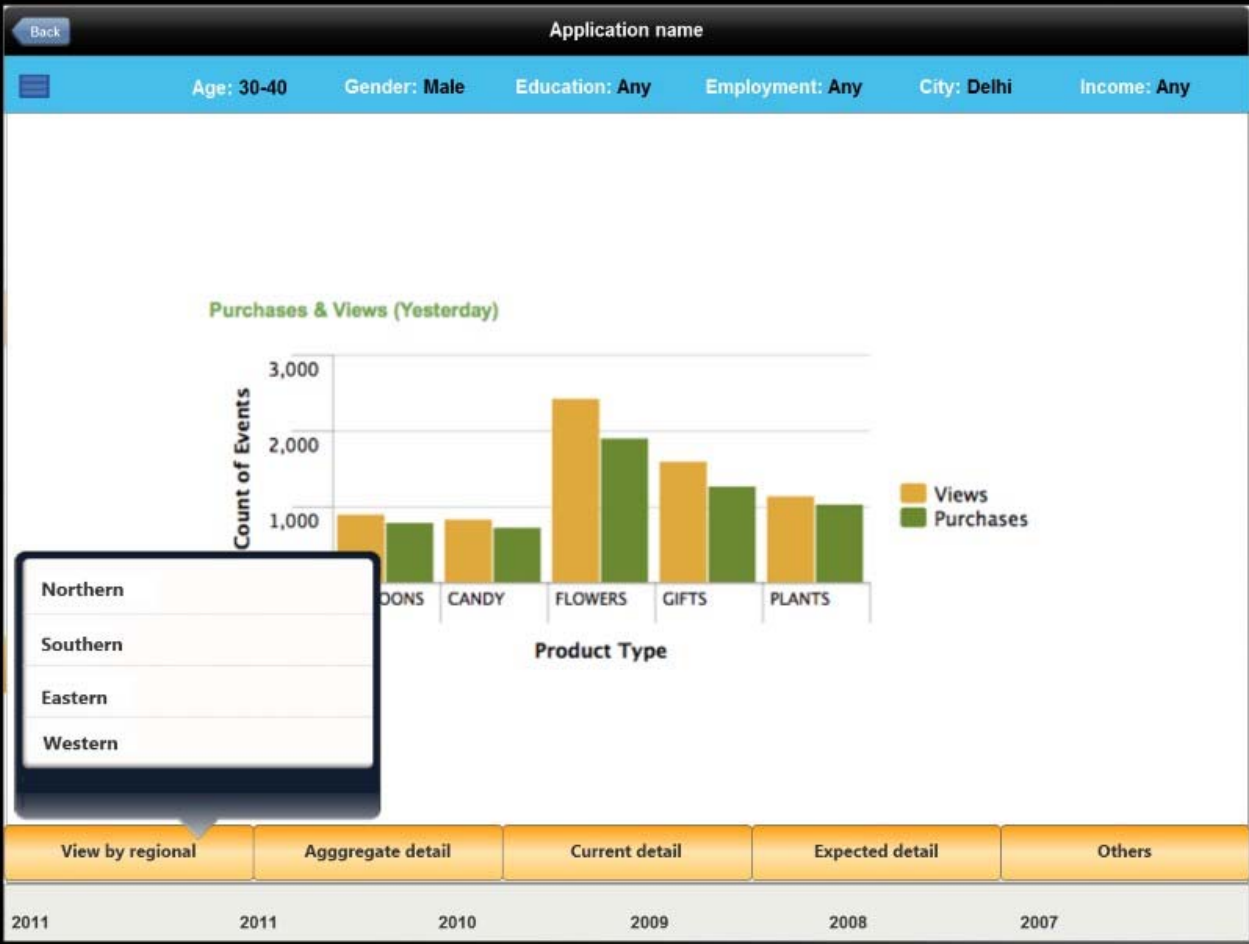 Back
Application name
Age: 30-40 Gender: Male Education: Any Employment: Any City: Delhi Income: Any
Purchases & Views (Yesterday)
3,000
2,000
1,000
Count of Events
Views
Purchases
OONS CANDY FLOWERS GIFTS PLANTS
Product Type
Northern
Southern
Eastern
Western
View by regional Agggregate detail Current detail Expected detail Others
2011 2011 2010 2009 2008 2007